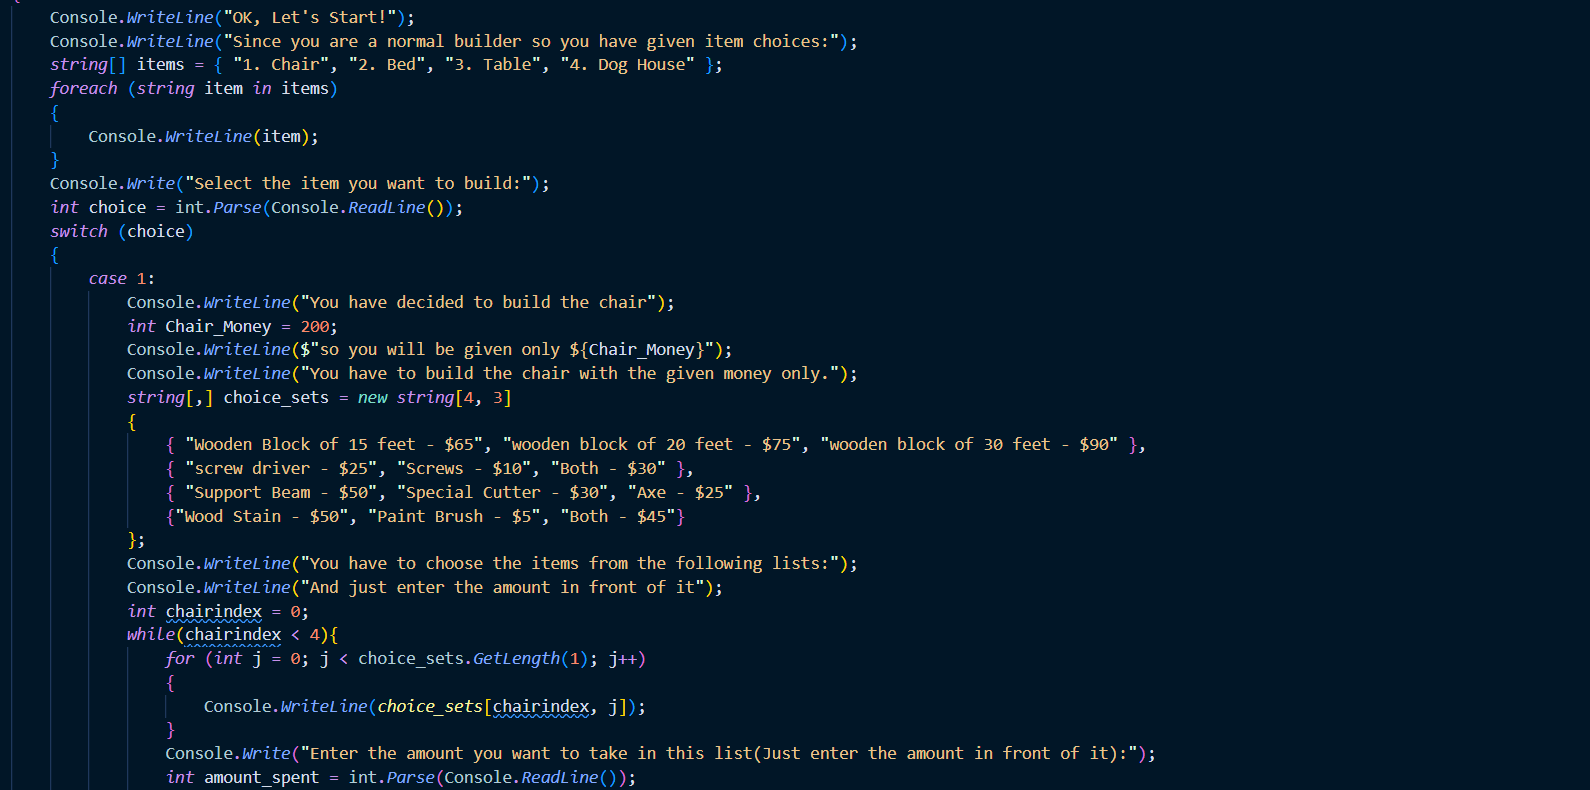 {
Console.WriteLine("OK, Let's Start!");
Console.WriteLine("Since you are a normal builder so you have given item choices:");
string[] items = { "1. Chair", "2. Bed", "3. Table", "4. Dog House" };
foreach (string item in items)
{
Console.WriteLine(item);
}
Console.Write("Select the item you want to build:");
int choice = int.Parse(Console.ReadLine());
switch (choice)
{
case 1:
Console.WriteLine("You have decided to build the chair");
int Chair_Money = 200;
Console.WriteLine($"so you will be given only ${Chair_Money}");
Console.WriteLine("You have to build the chair with the given money only.");
string[,] choice_sets = new string[4, 3]
{
{ "Wooden Block of 15 feet - $65", "wooden block of 20 feet - $75", "wooden block of 30 feet - $90" },
{ "screw driver - $25", "Screws - $10", "Both - $30" },
{ "Support Beam - $50", "Special Cutter - $30", "Axe - $25" },
{"Wood Stain - $50", "Paint Brush - $5", "Both - $45"}
};
Console.WriteLine("You have to choose the items from the following lists:");
Console.WriteLine("And just enter the amount in front of it");
int chairindex = 0;
while(chairindex < 4){
for (int j = 0; j < choice_sets.GetLength(1); j++)
{
Console.WriteLine(choice_sets[chairindex, j]);
}
Console.Write("Enter the amount you want to take in this list(Just enter the amount in front of it):");
int amount_spent = int.Parse(Console.ReadLine());